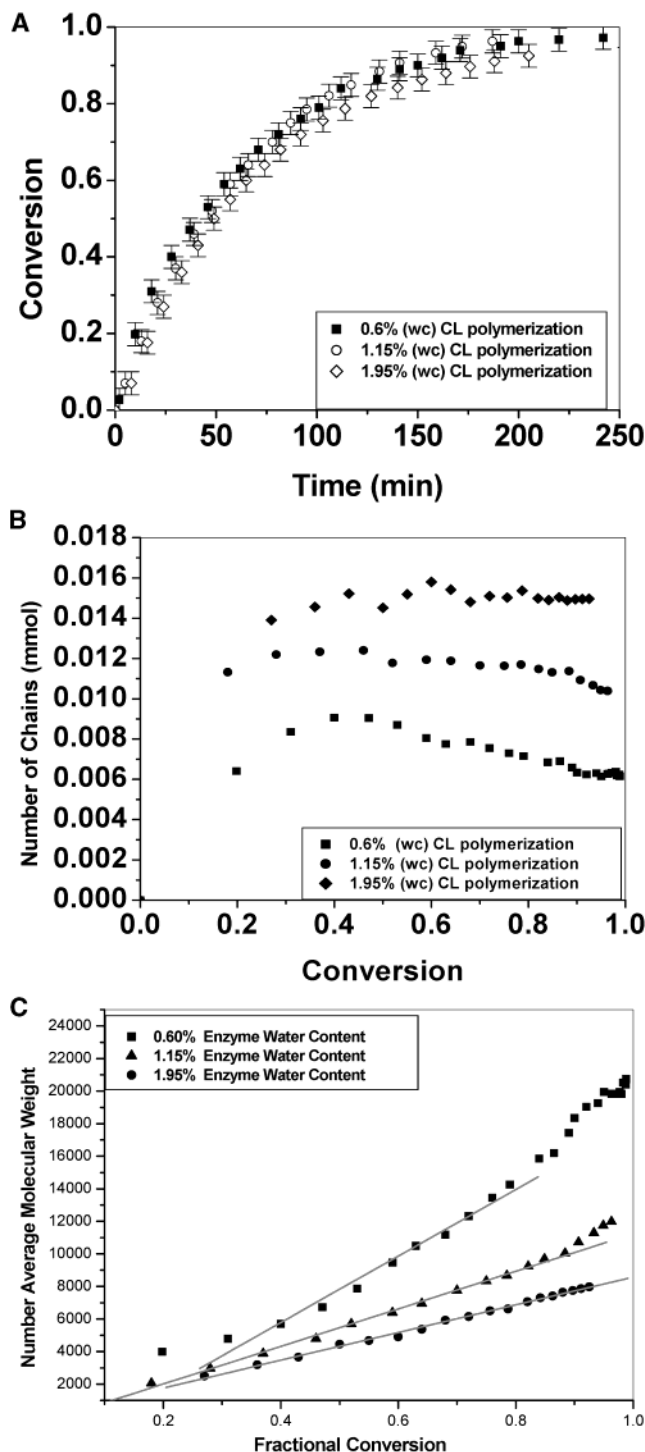 A
Conversion
1.0
0.8
0.6
0.4
0.2
0.0
0.6% (wc) CL polymerization
1.15% (wc) CL polymerization
1.95% (wc) CL polymerization
0 50 100 150 200 250
Time (min)
B
Number of Chains (mmol)
0.018
0.016
0.014
0.012
0.010
0.008
0.006
0.004
0.002
0.000
0.6% (wc) CL polymerization
1.15% (wc) CL polymerization
1.95% (wc) CL polymerization
0.0 0.2 0.4 0.6 0.8 1.0
Conversion
C
Number Average Molecular Weight
24000
22000
20000
18000
16000
14000
12000
10000
8000
6000
4000
2000
0.60% Enzyme Water Content
1.15% Enzyme Water Content
1.95% Enzyme Water Content
0.2 0.4 0.6 0.8 1.0
Fractional Conversion